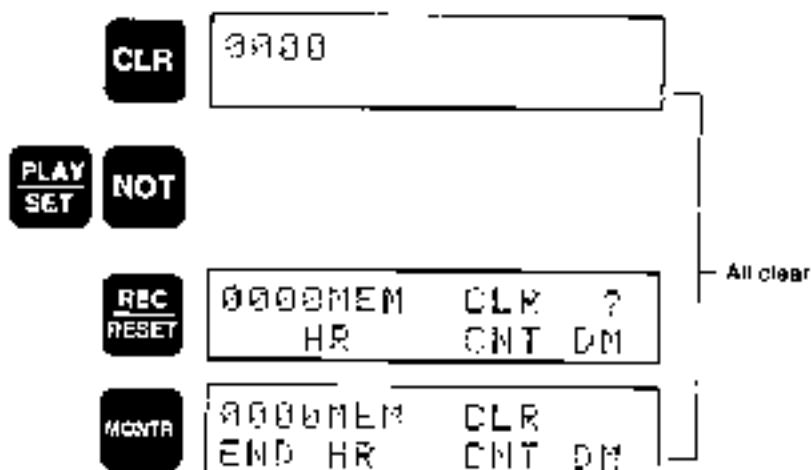 CLR 0000
PLAY
SET NOT
REC
RESET 0000MEM CLR ?
HR CNT DM
All clear
MONTR 0000MEM CLR
END HR CNT DM